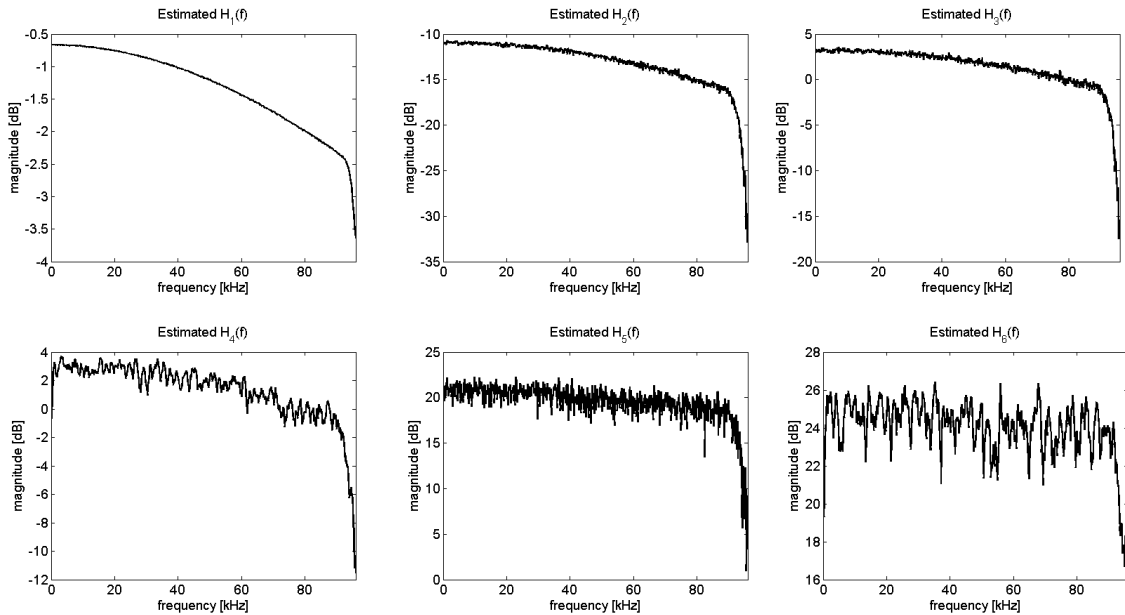 Estimated H1(f)
-0.5
-1
-1.5
-2
-2.5
-3
-3.5
-4
magnitude [dB]
0 20 40 60 80
frequency [kHz]
Estimated H2(f)
-10
-15
-20
-25
-30
-35
magnitude [dB]
0 20 40 60 80
frequency [kHz]
Estimated H3(f)
5
0
-5
-10
-15
-20
magnitude [dB]
0 20 40 60 80
frequency [kHz]
Estimated H4(f)
4
2
0
-2
-4
-6
-8
-10
-12
magnitude [dB]
0 20 40 60 80
frequency [kHz]
Estimated H5(f)
25
20
15
10
5
0
magnitude [dB]
0 20 40 60 80
frequency [kHz]
Estimated H6(f)
28
26
24
22
20
18
16
magnitude [dB]
0 20 40 60 80
frequency [kHz]